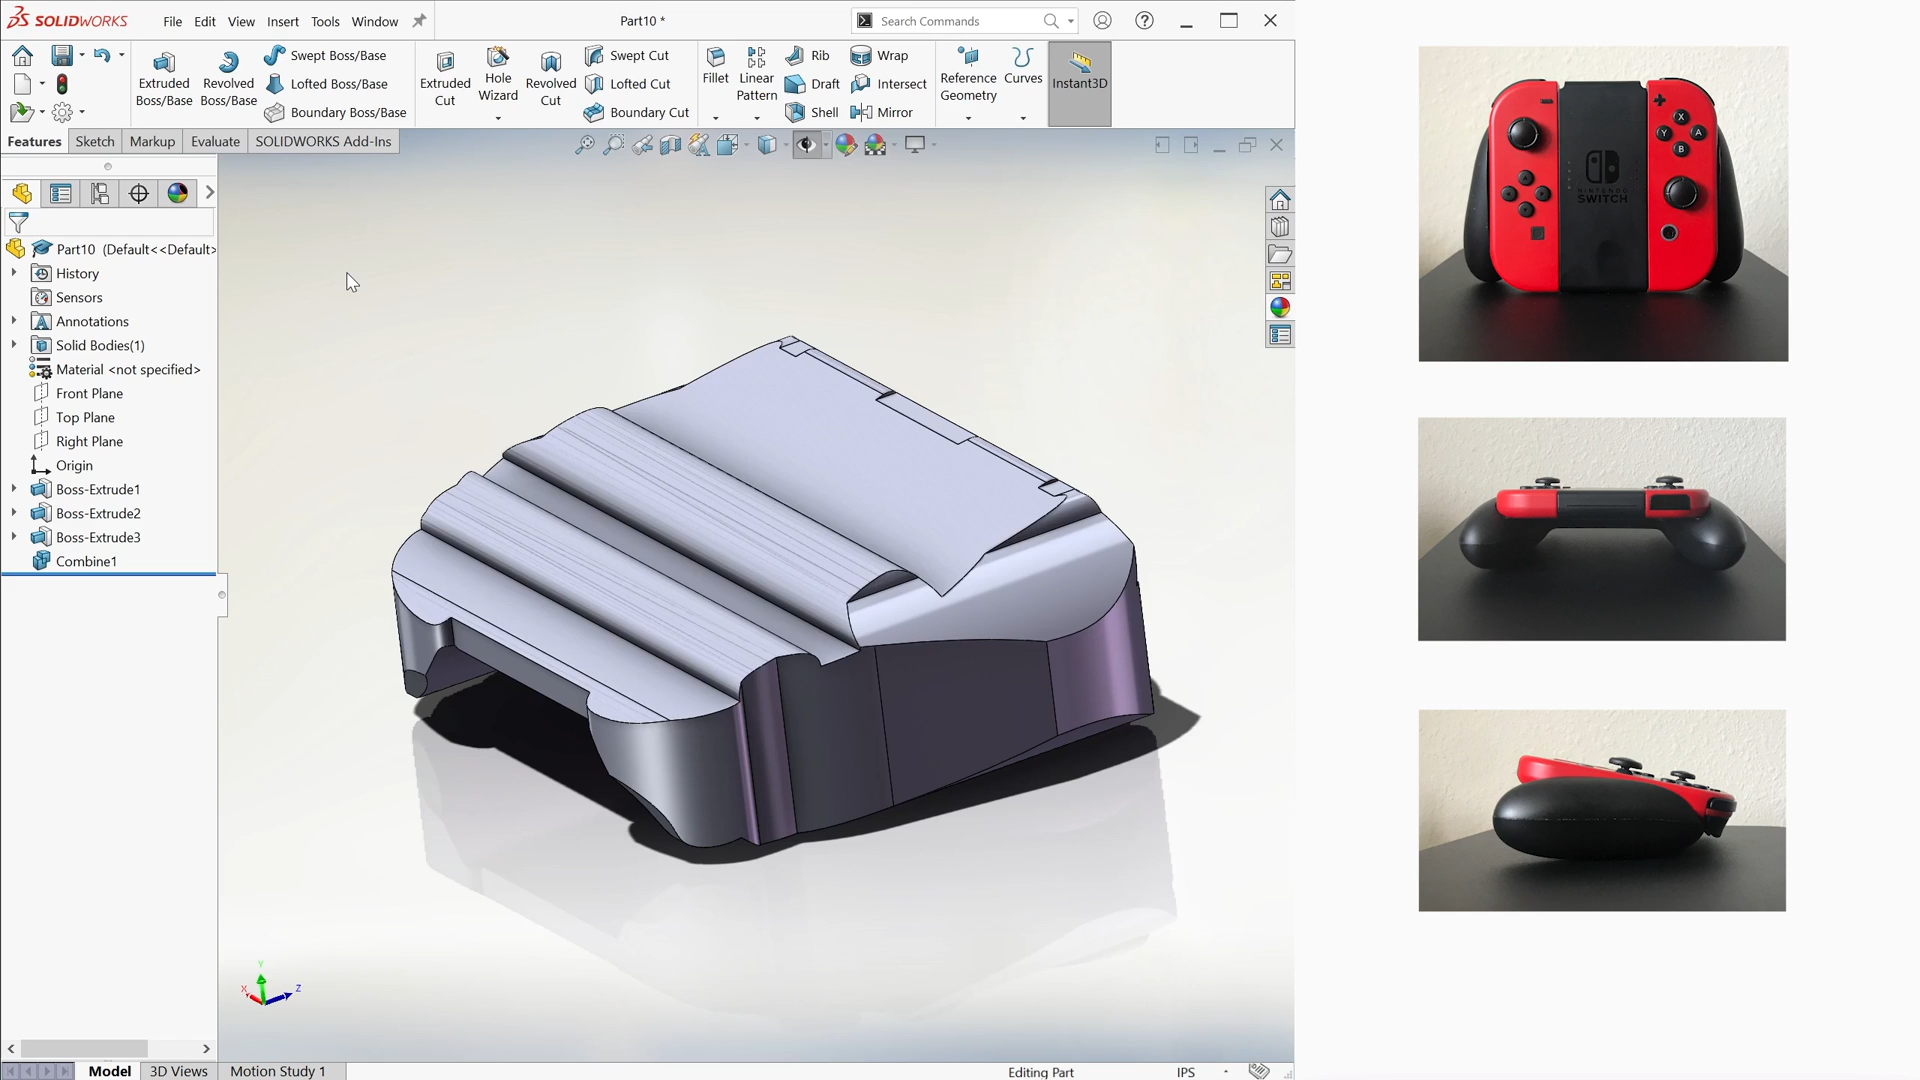 SOLIDWORKS File Edit View Insert Tools Window Part10 * Search Commands
Extruded Boss/Base
Revolved Boss/Base
Swept Boss/Base
Lofted Boss/Base
Boundary Boss/Base
Extruded Cut
Hole Wizard
Revolved Cut
Swept Cut
Lofted Cut
Boundary Cut
Fillet
Linear Pattern
Rib
Draft
Shell
Wrap
Intersect
Mirror
Reference Geometry
Curves
Instant3D
Features Sketch Markup Evaluate SOLIDWORKS Add-Ins
Part10 (Default<<Default>
History
Sensors
Annotations
Solid Bodies(1)
Material <not specified>
Front Plane
Top Plane
Right Plane
Origin
Boss-Extrude1
Boss-Extrude2
Boss-Extrude3
Combine1
Y
X
Z
Model 3D Views Motion Study 1
Editing Part IPS
X
Y A
B
NINTENDO
SWITCH